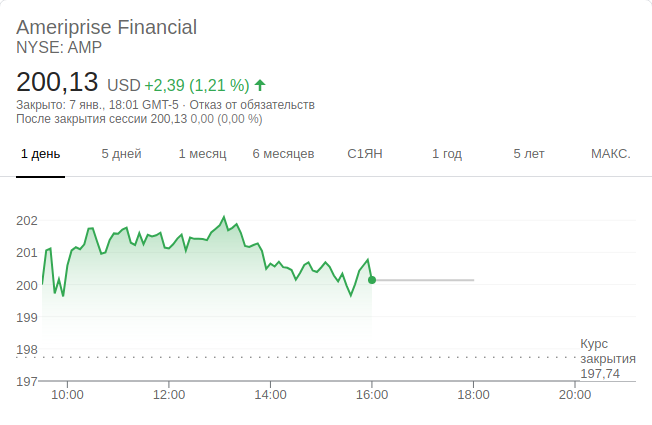 Ameriprise Financial
NYSE: AMP
200,13 USD +2,39 (1,21 %)
Закрыто: 7 янв., 18:01 GMT-5 · Отказ от обязательств
После закрытия сессии 200,13 0,00 (0,00 %)
1 день 5 дней 1 месяц 6 месяцев С1ЯН 1 год 5 лет МАКС.
202
201
200
199
198
197
Курс
закрытия
197,74
10:00 12:00 14:00 16:00 18:00 20:00